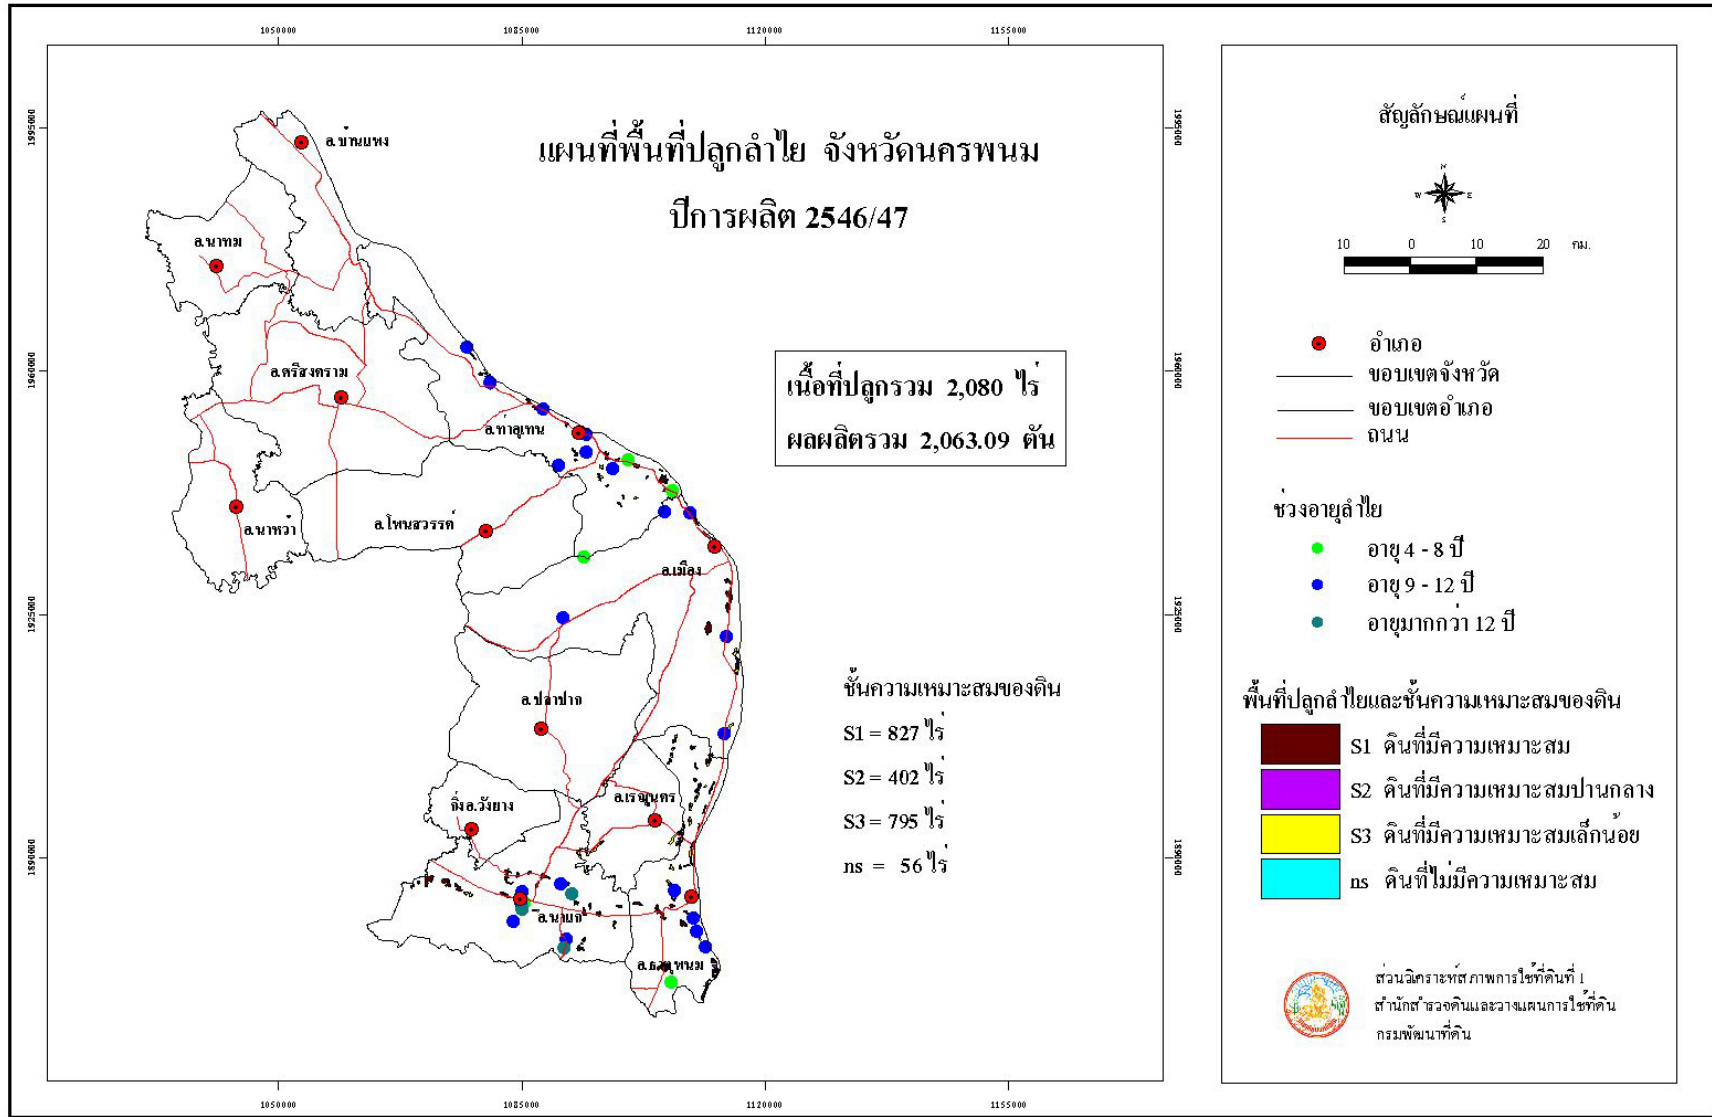 1050000 1085000 1120000 1155000
1995000 1995000
1960000 1960000
1925000 1925000
1890000 1890000
แผนที่พื้นที่ปลูกลำไย จังหวัดนครพนม
ปีการผลิต 2546/47
อ.บ้านแพง
อ.นาทม
อ.ศรีสงคราม
อ.ท่าอุเทน
อ.นาหว้า
อ.โพนสวรรค์
อ.เมือง
อ.ปลาปาก
กิ่ง อ.วังยาง
อ.เรณูนคร
อ.นาแก
อ.ธาตุพนม
เนื้อที่ปลูกรวม 2,080 ไร่
ผลผลิตรวม 2,063.09 ตัน
ชั้นความเหมาะสมของดิน
S1 = 827 ไร่
S2 = 402 ไร่
S3 = 795 ไร่
ns = 56 ไร่
1050000 1085000 1120000 1155000
สัญลักษณ์แผนที่
N
W E
S
10 0 10 20 กม.
อำเภอ
ขอบเขตจังหวัด
ขอบเขตอำเภอ
ถนน
ช่วงอายุลำไย
อายุ 4 - 8 ปี
อายุ 9 - 12 ปี
อายุมากกว่า 12 ปี
พื้นที่ปลูกลำไยและชั้นความเหมาะสมของดิน
S1 ดินที่มีความเหมาะสม
S2 ดินที่มีความเหมาะสมปานกลาง
S3 ดินที่มีความเหมาะสมเล็กน้อย
ns ดินที่ไม่มีความเหมาะสม
ส่วนวิเคราะห์สภาพการใช้ที่ดินที่ 1
สำนักสำรวจดินและวางแผนการใช้ที่ดิน
กรมพัฒนาที่ดิน